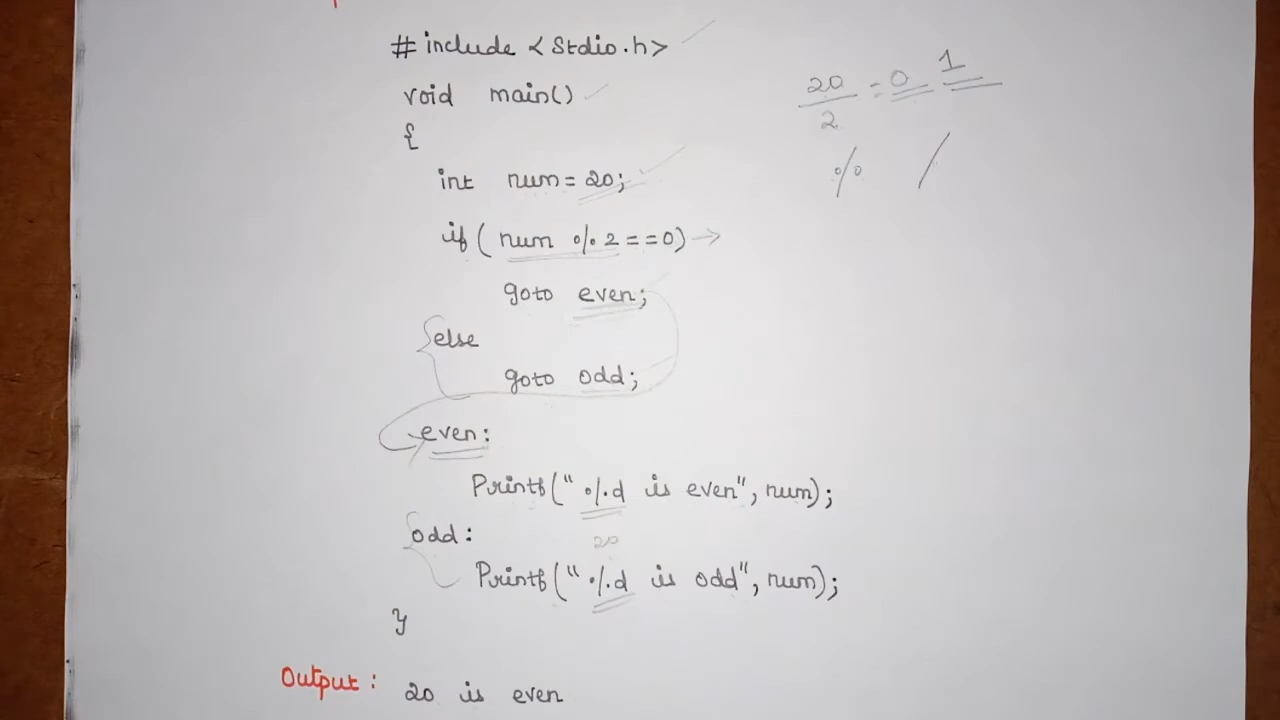 #include <Stdio.h>
void main()
{
int num = 20;
if( num % 2 == 0) →
goto even;
else
goto odd;
even:
Printf(" %d is even", num);
odd:
20
Printf(" %d is odd", num);
}
Output: 20 is even
20/2 = 0 1
% /